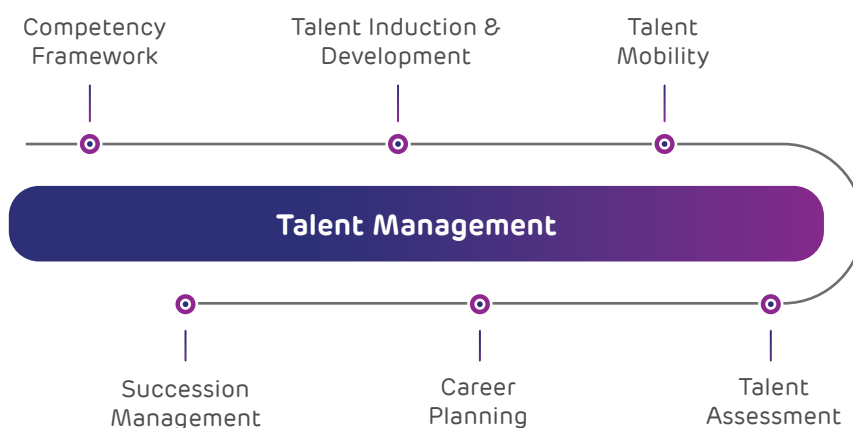 Competency
Framework
Talent Induction &
Development
Talent
Mobility
Talent Management
Succession
Management
Career
Planning
Talent
Assessment